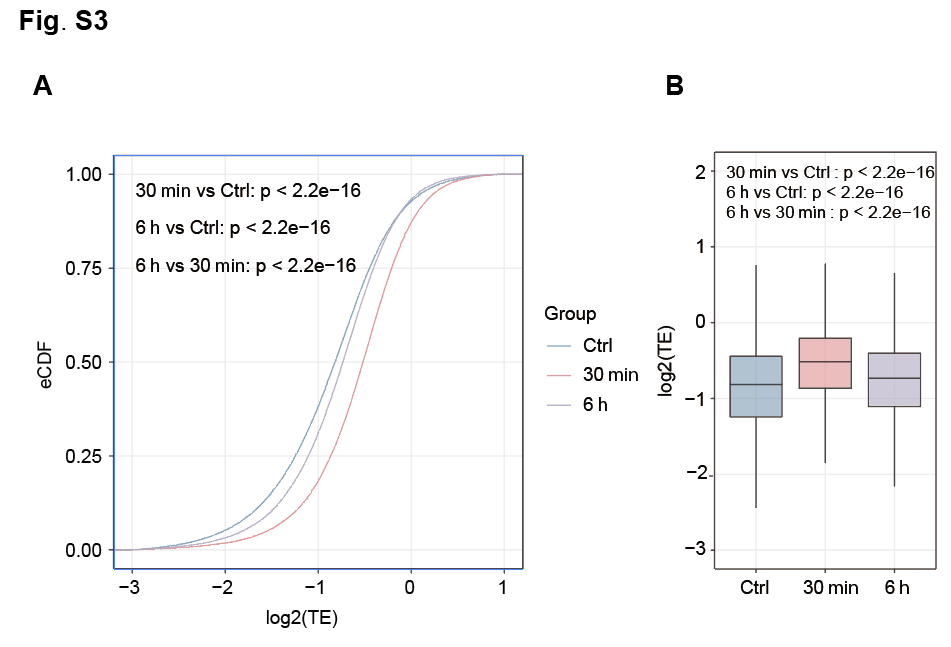 Fig. S3
A
B
1.00
0.75
0.50
0.25
0.00
eCDF
30 min vs Ctrl: p < 2.2e−16
6 h vs Ctrl: p < 2.2e−16
6 h vs 30 min: p < 2.2e−16
−3
−2
−1
0
1
log2(TE)
Group
Ctrl
30 min
6 h
2
1
0
−1
−2
−3
log2(TE)
30 min vs Ctrl : p < 2.2e−16
6 h vs Ctrl: p < 2.2e−16
6 h vs 30 min : p < 2.2e−16
Ctrl
30 min
6 h